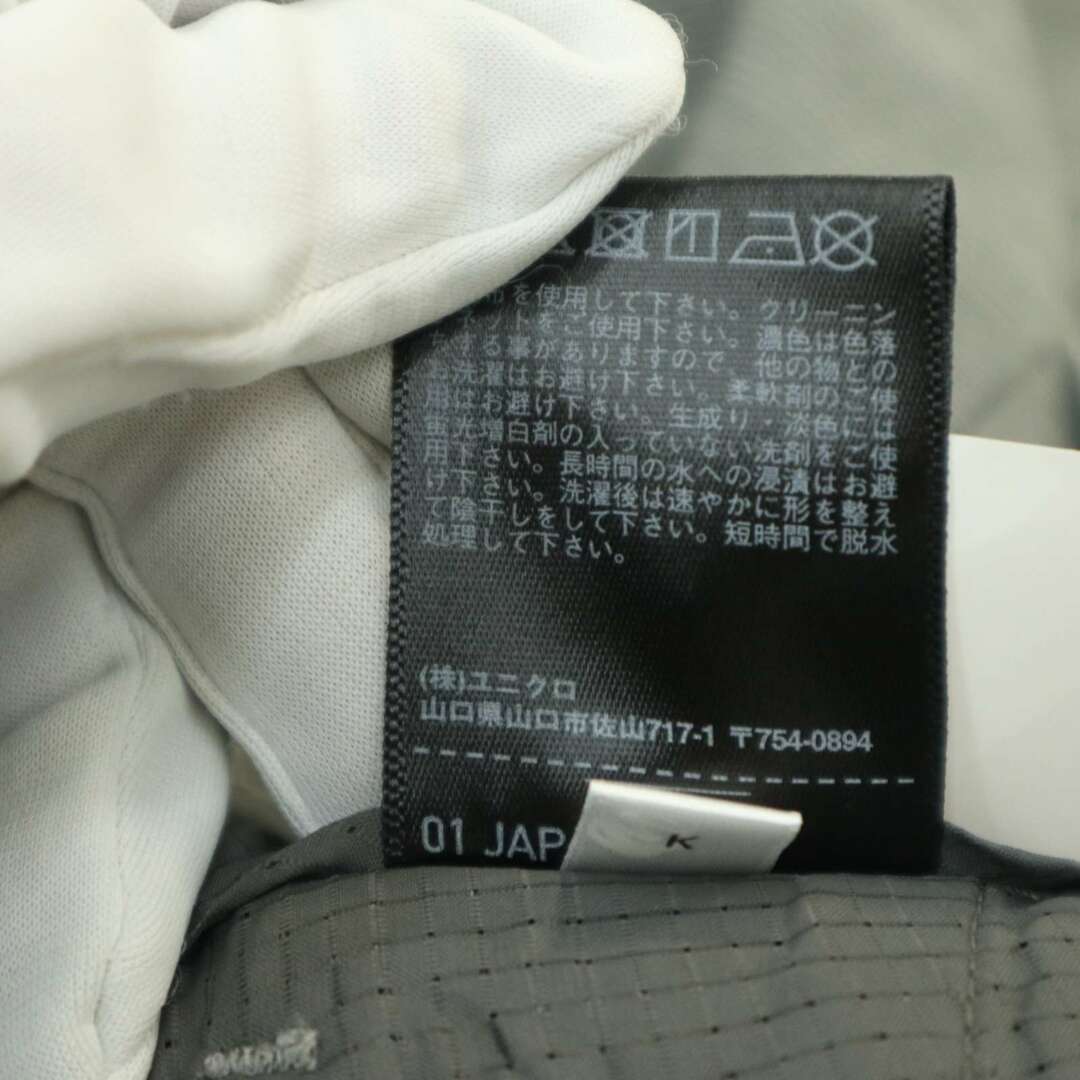 を使用して下さい。クリーニン
ネットをご使用下さい。濃色は色落
する事がありますので 他の物との
お洗濯はお避け下さい。柔軟剤のご使
用はお避け下さい。生成り・淡色には
蛍光増白剤の入っていない洗剤をご使
用下さい。長時間の水への浸漬はお避
け下さい。洗濯後は速やかに形を整え
て陰干しをして下さい。短時間で脱水
処理して下さい。
(株)ユニクロ
山口県山口市佐山717-1 〒754-0894
01 JAP
K